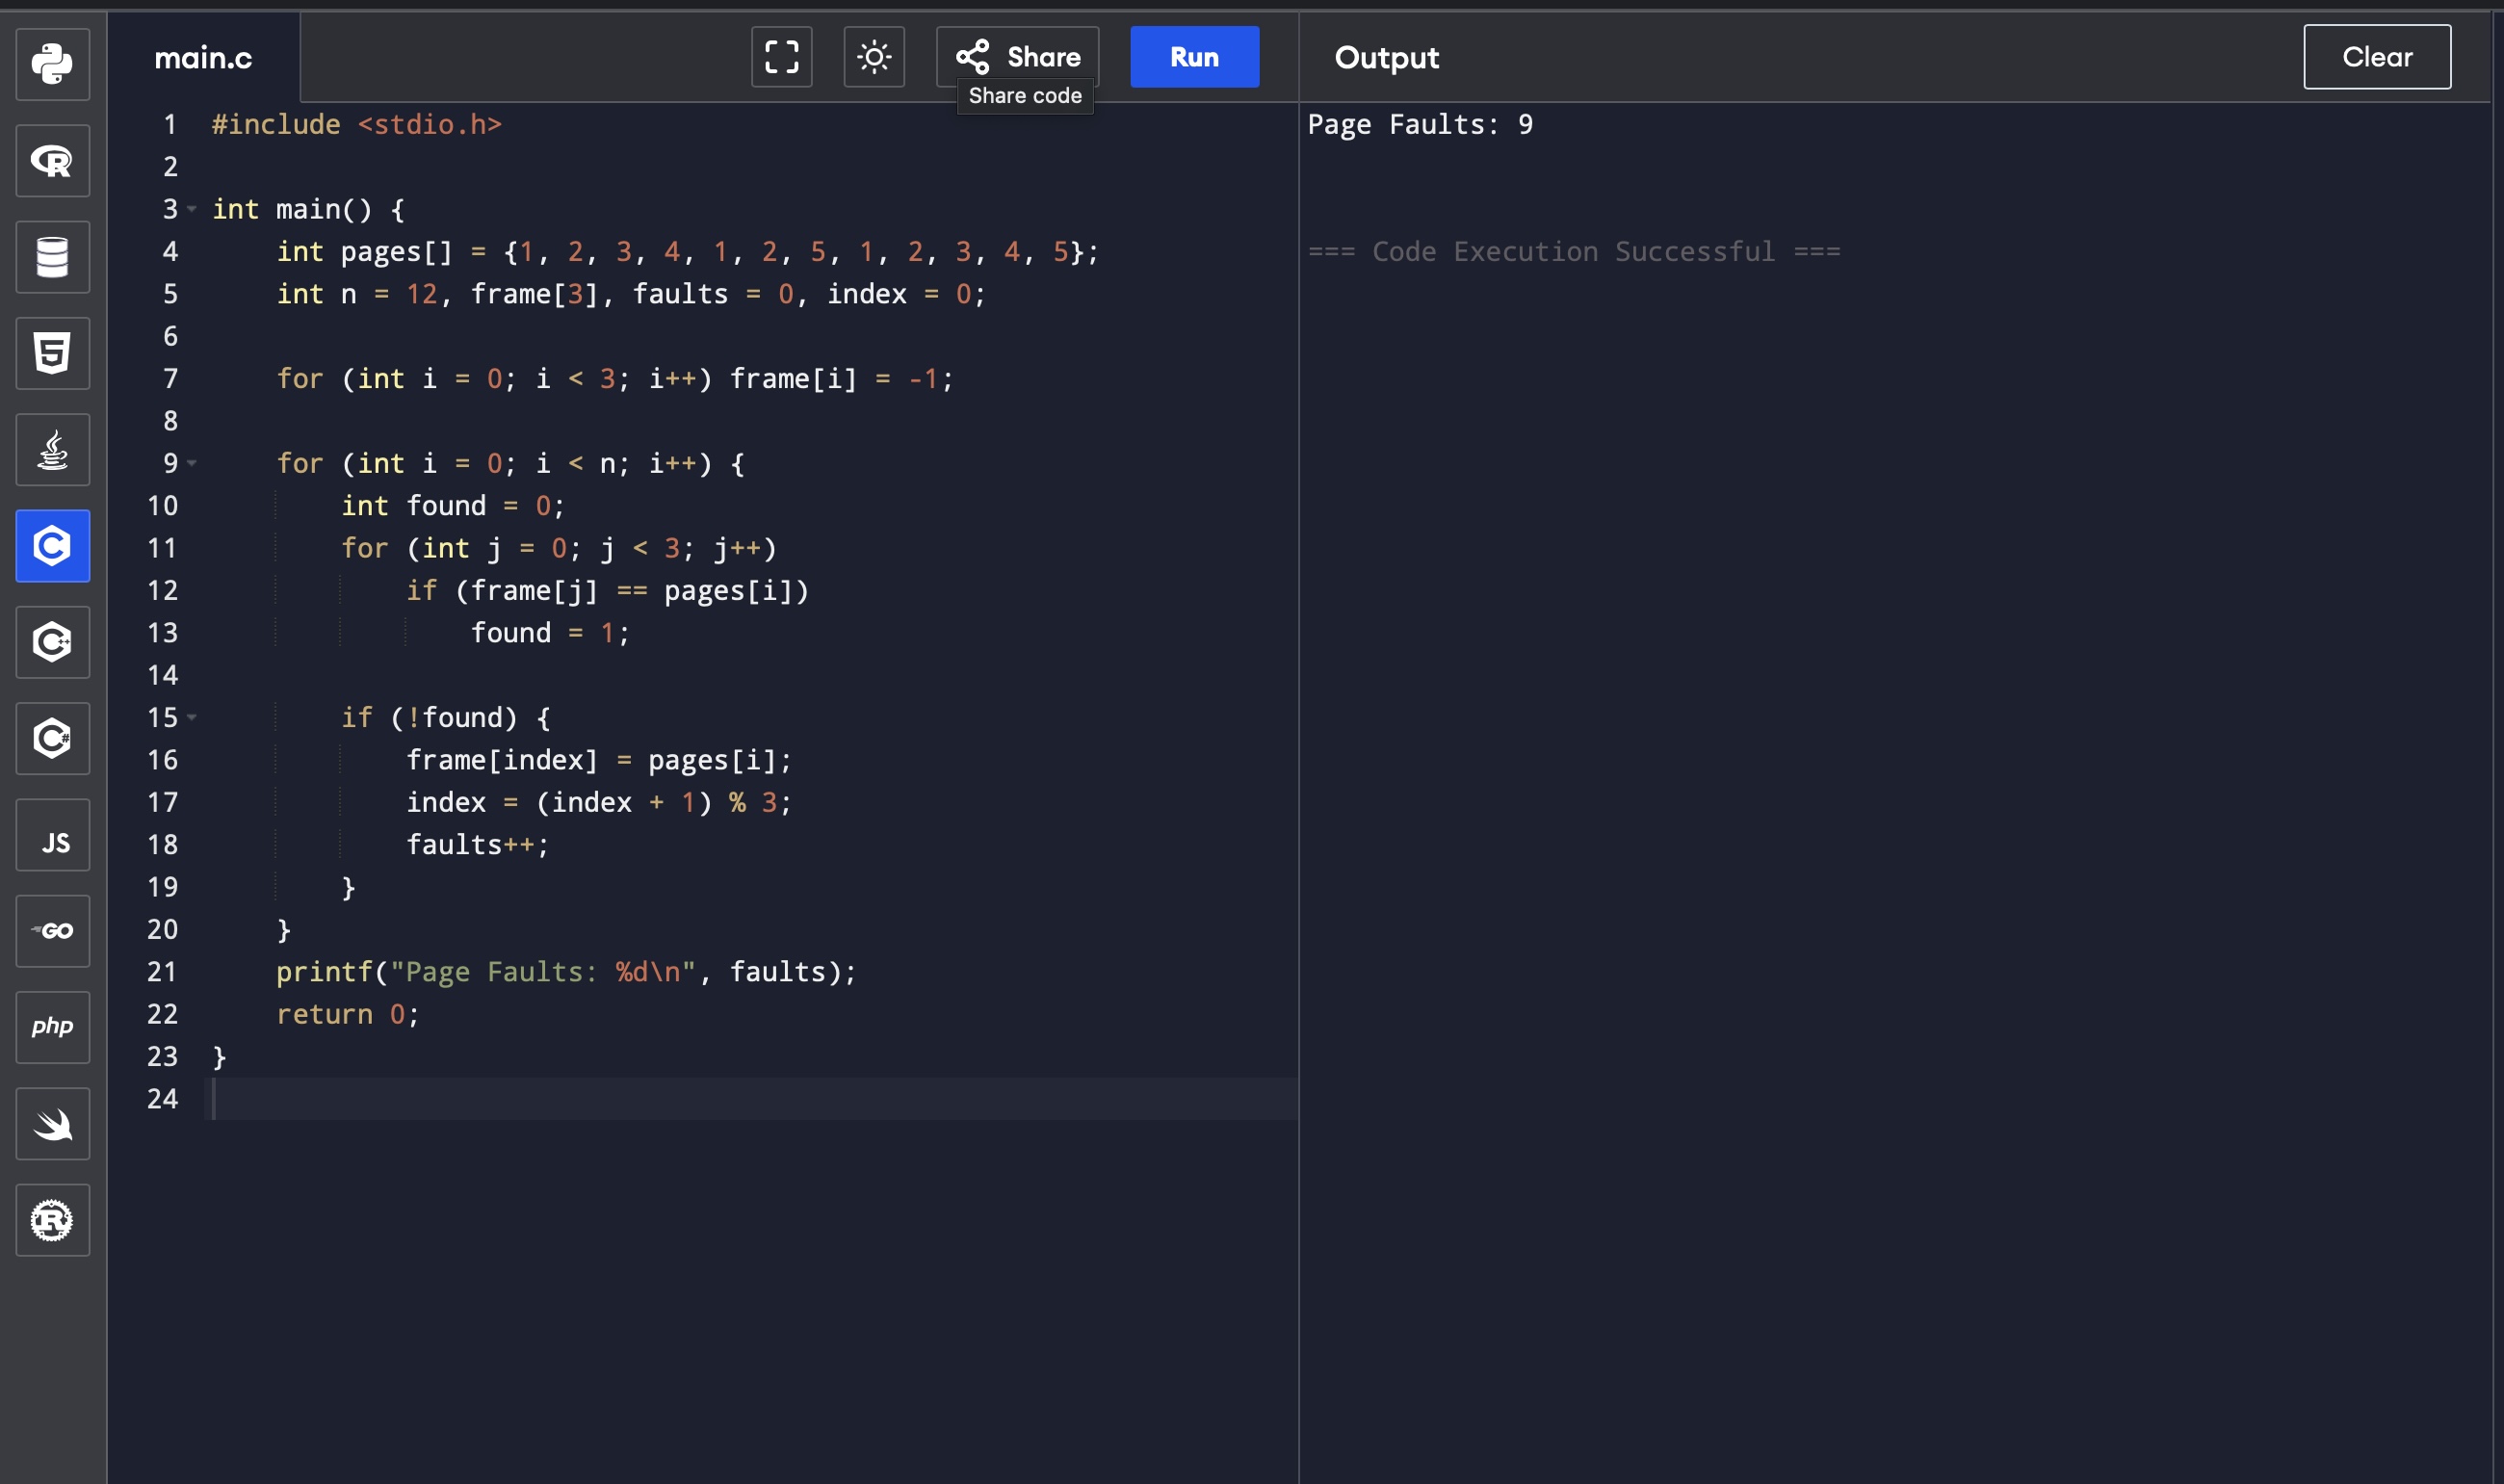 main.c
Share
Run
Output
Clear
Share code
1 #include <stdio.h>
2
3 int main() {
4     int pages[] = {1, 2, 3, 4, 1, 2, 5, 1, 2, 3, 4, 5};
5     int n = 12, frame[3], faults = 0, index = 0;
6
7     for (int i = 0; i < 3; i++) frame[i] = -1;
8
9     for (int i = 0; i < n; i++) {
10         int found = 0;
11         for (int j = 0; j < 3; j++)
12             if (frame[j] == pages[i])
13                 found = 1;
14
15         if (!found) {
16             frame[index] = pages[i];
17             index = (index + 1) % 3;
18             faults++;
19         }
20     }
21     printf("Page Faults: %d\n", faults);
22     return 0;
23 }
24
Page Faults: 9
=== Code Execution Successful ===
R
5
C
C++
C#
JS
GO
php
R